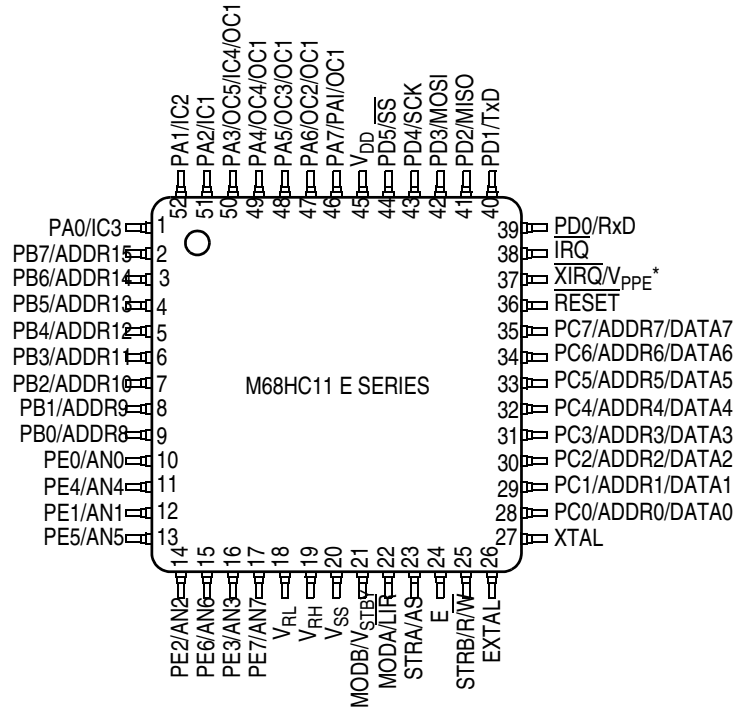 PA1/IC2
PA2/IC1
PA3/OC5/IC4/OC1
PA4/OC4/OC1
PA5/OC3/OC1
PA6/OC2/OC1
PA7/PAI/OC1
VDD
PD5/SS
PD4/SCK
PD3/MOSI
PD2/MISO
PD1/TxD
52
51
50
49
48
47
46
45
44
43
42
41
40
PA0/IC3 1
PB7/ADDR15 2
PB6/ADDR14 3
PB5/ADDR13 4
PB4/ADDR12 5
PB3/ADDR11 6
PB2/ADDR10 7
PB1/ADDR9 8
PB0/ADDR8 9
PE0/AN0 10
PE4/AN4 11
PE1/AN1 12
PE5/AN5 13
M68HC11 E SERIES
39 PD0/RxD
38 IRQ
37 XIRQ/VPPE*
36 RESET
35 PC7/ADDR7/DATA7
34 PC6/ADDR6/DATA6
33 PC5/ADDR5/DATA5
32 PC4/ADDR4/DATA4
31 PC3/ADDR3/DATA3
30 PC2/ADDR2/DATA2
29 PC1/ADDR1/DATA1
28 PC0/ADDR0/DATA0
27 XTAL
14
15
16
17
18
19
20
21
22
23
24
25
26
PE2/AN2
PE6/AN6
PE3/AN3
PE7/AN7
VRL
VRH
VSS
MODB/VSTBY
MODA/LIR
STRA/AS
E
STRB/R/W
EXTAL